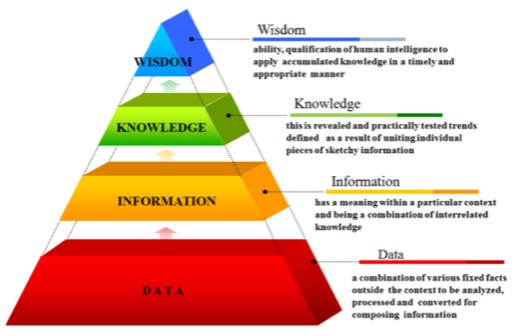 Wisdom
ability, qualification of human intelligence to
apply accumulated knowledge in a timely and
appropriate manner
WISDOM
Knowledge
this is revealed and practically tested trends
defined as a result of uniting individual
pieces of sketchy information
KNOWLEDGE
Information
has a meaning within a particular context
and being a combination of interrelated
knowledge
INFORMATION
Data
a combination of various fixed facts
outside the context to be analyzed,
processed and converted for
composing information
DATA